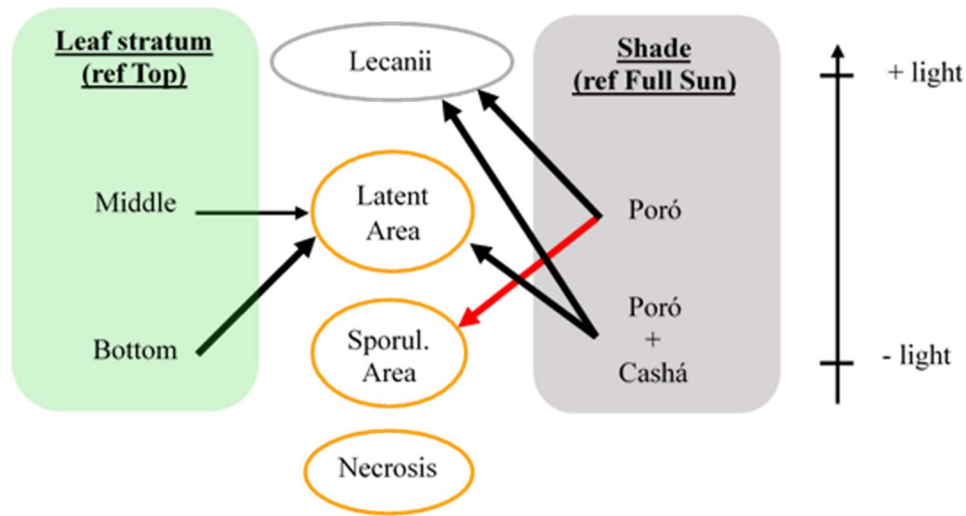 Leaf stratum
(ref Top)
Middle
Bottom
Lecanii
Latent
Area
Sporul.
Area
Necrosis
Shade
(ref Full Sun)
Poró
Poró
+
Cashá
+ light
- light